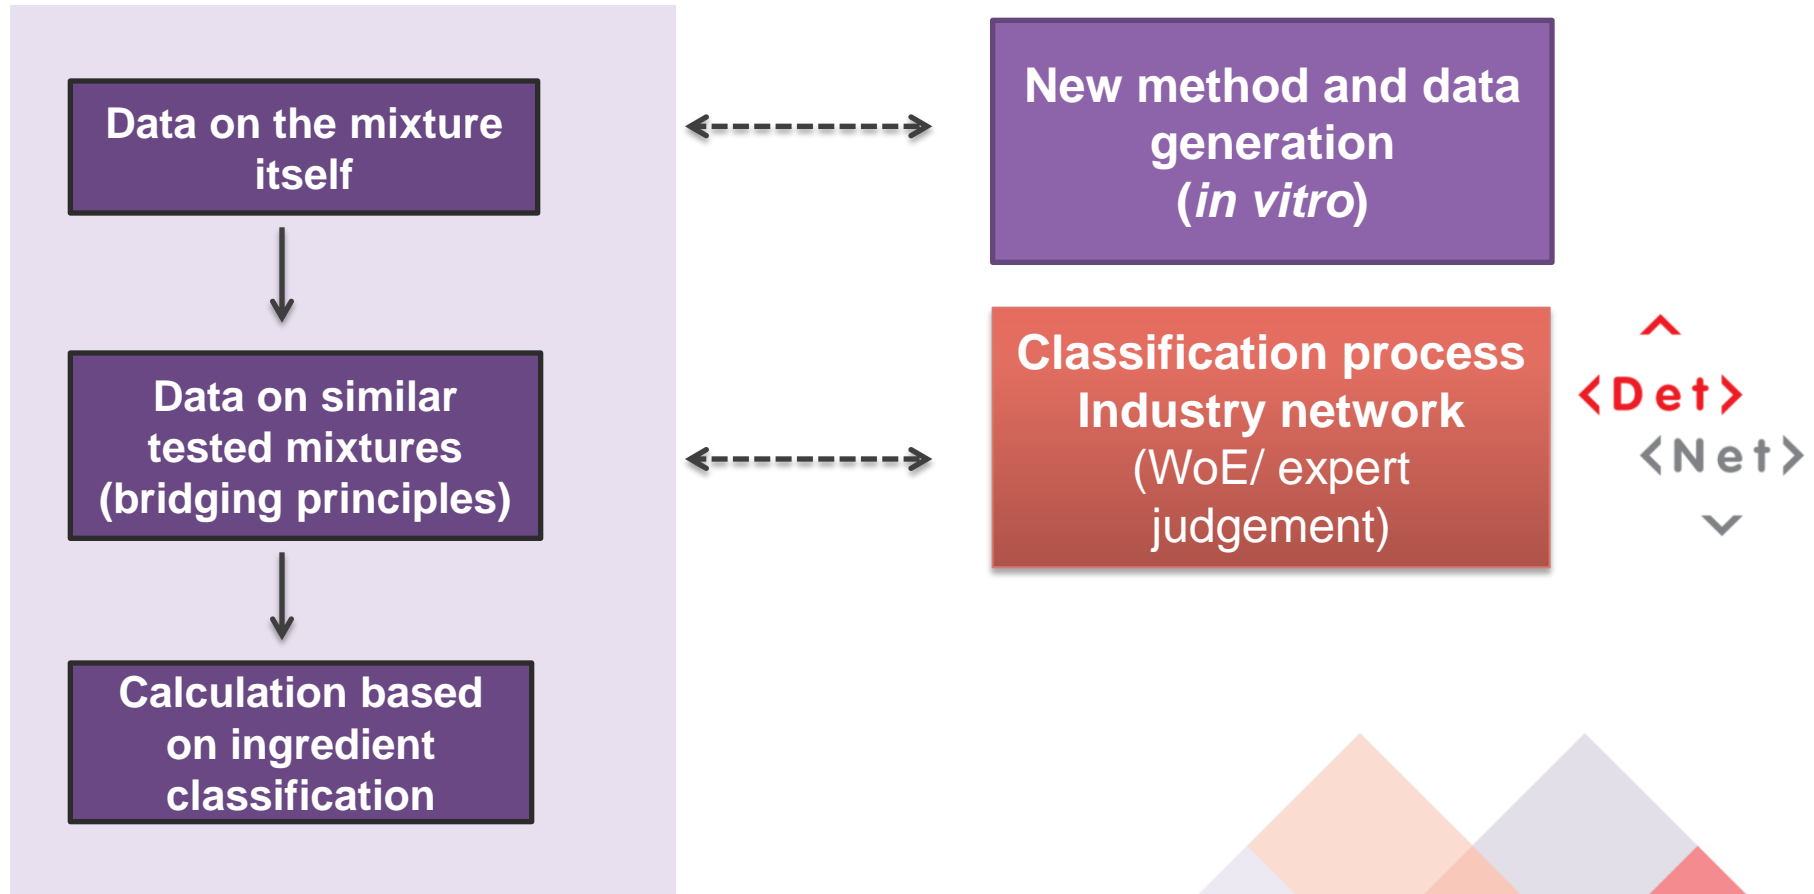 Data on the mixture
itself
Data on similar
tested mixtures
(bridging principles)
Calculation based
on ingredient
classification
New method and data
generation
(in vitro)
Classification process
Industry network
(WoE/ expert
judgement)
<Det>
<Net>